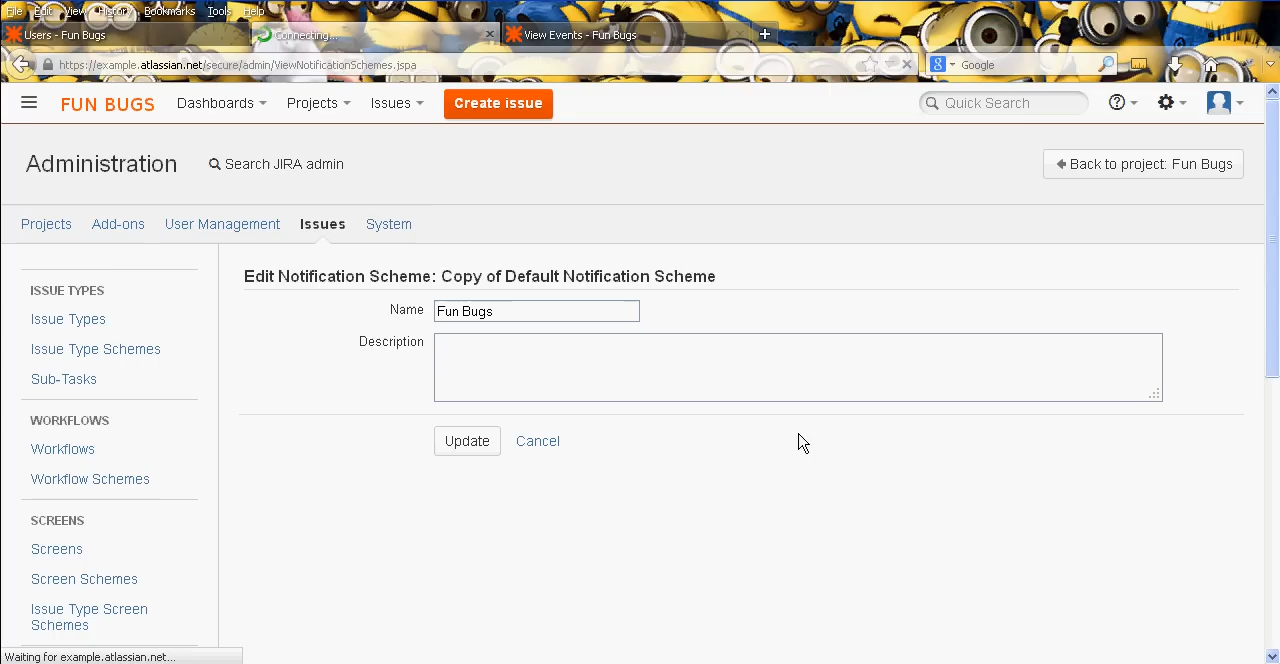 File Edit View History Bookmarks Tools Help
Users - Fun Bugs
Connecting...
View Events - Fun Bugs
https://example.atlassian.net/secure/admin/ViewNotificationSchemes.jspa
Google
FUN BUGS
Dashboards
Projects
Issues
Create issue
Quick Search
Administration
Search JIRA admin
Back to project: Fun Bugs
Projects
Add-ons
User Management
Issues
System
ISSUE TYPES
Issue Types
Issue Type Schemes
Sub-Tasks
WORKFLOWS
Workflows
Workflow Schemes
SCREENS
Screens
Screen Schemes
Issue Type Screen
Schemes
Edit Notification Scheme: Copy of Default Notification Scheme
Name
Fun Bugs
Description
Update
Cancel
Waiting for example.atlassian.net...